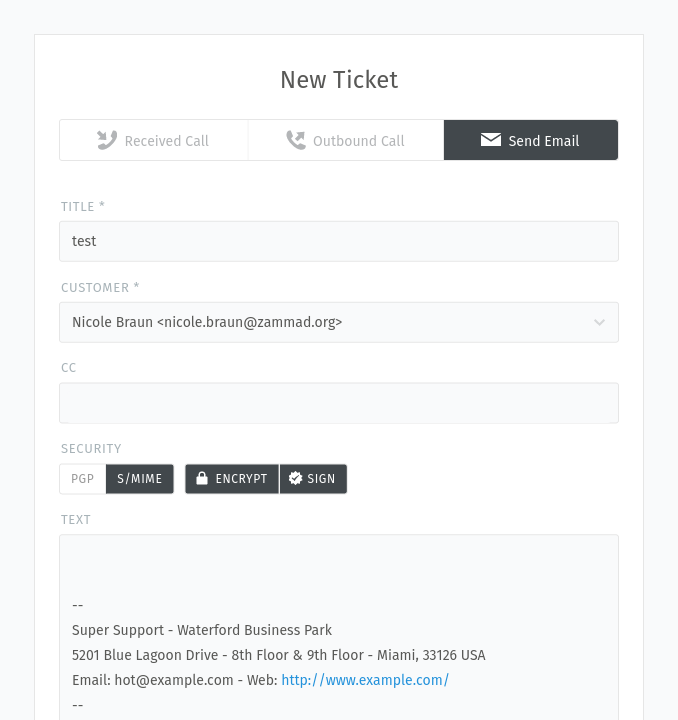 New Ticket
Received Call
Outbound Call
Send Email
TITLE *
test
CUSTOMER *
Nicole Braun <nicole.braun@zammad.org>
CC
SECURITY
PGP
S/MIME
ENCRYPT
SIGN
TEXT
--
Super Support - Waterford Business Park
5201 Blue Lagoon Drive - 8th Floor & 9th Floor - Miami, 33126 USA
Email: hot@example.com - Web: http://www.example.com/
--